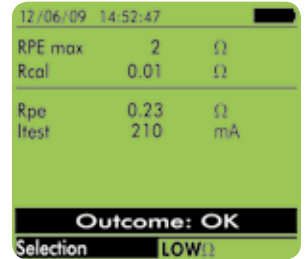 12/06/09 14:52:47
RPE max 2 Ω
Rcal 0.01 Ω
Rpe 0.23 Ω
Itest 210 mA
Outcome: OK
Selection LOWΩ